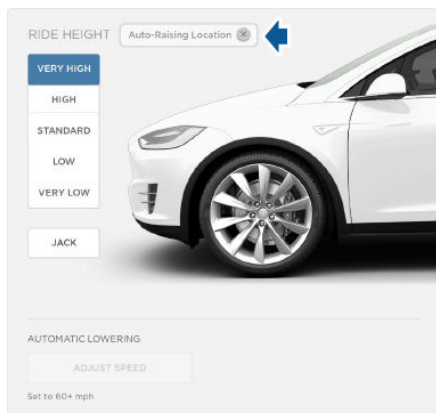 RIDE HEIGHT Auto-Raising Location
VERY HIGH
HIGH
STANDARD
LOW
VERY LOW
JACK
AUTOMATIC LOWERING
ADJUST SPEED
Set to 60+ mph